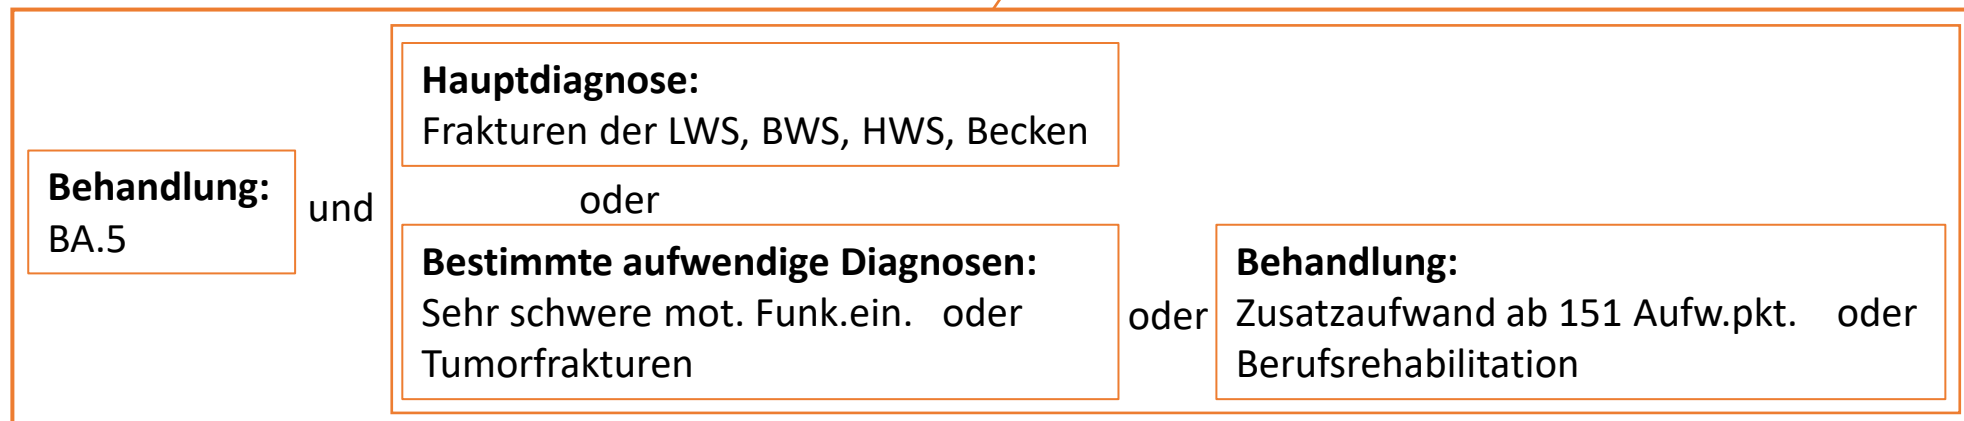 Behandlung:
BA.5
und
Hauptdiagnose:
Frakturen der LWS, BWS, HWS, Becken
oder
Bestimmte aufwendige Diagnosen:
Sehr schwere mot. Funk.ein. oder
Tumorfrakturen
oder
Behandlung:
Zusatzaufwand ab 151 Aufw.pkt. oder
Berufsrehabilitation